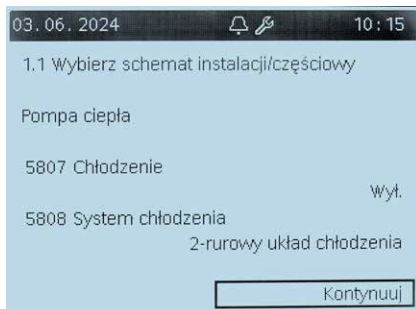 03.06.2024 10:15
1.1 Wybierz schemat instalacji/częściowy
Pompa ciepła
5807 Chłodzenie
Wył.
5808 System chłodzenia
2-rurowy układ chłodzenia
Kontynuuj